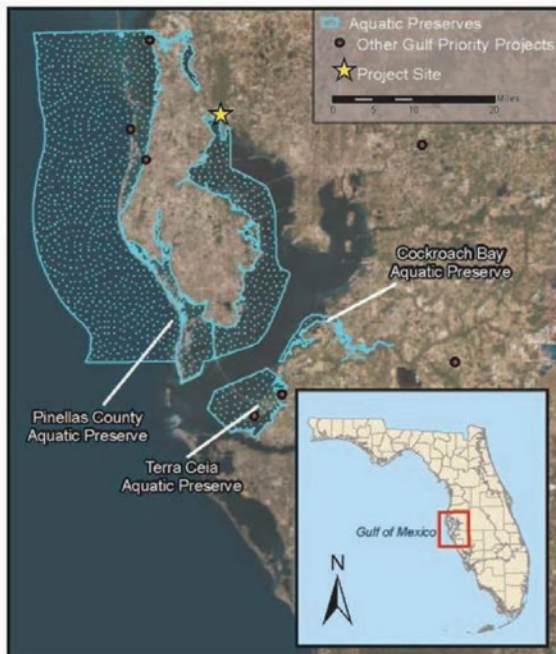 Aquatic Preserves
Other Gulf Priority Projects
Project Site
Miles
0 5 10 20
Cockroach Bay
Aquatic Preserve
Pinellas County
Aquatic Preserve
Terra Ceia
Aquatic Preserve
Gulf of Mexico
N